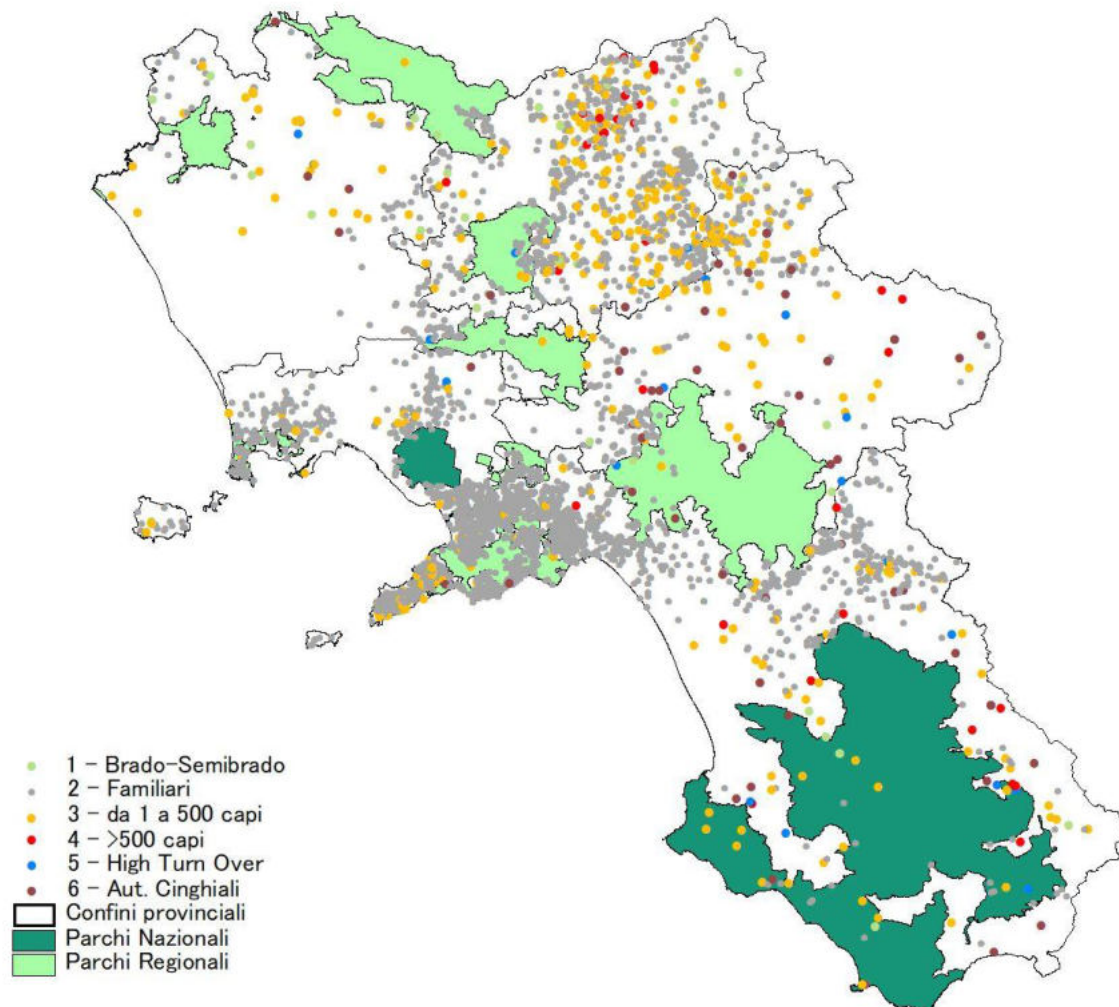 1 - Brado-Semibrado
2 - Familiari
3 - da 1 a 500 capi
4 - >500 capi
5 - High Turn Over
6 - Aut. Cinghiali
Confini provinciali
Parchi Nazionali
Parchi Regionali